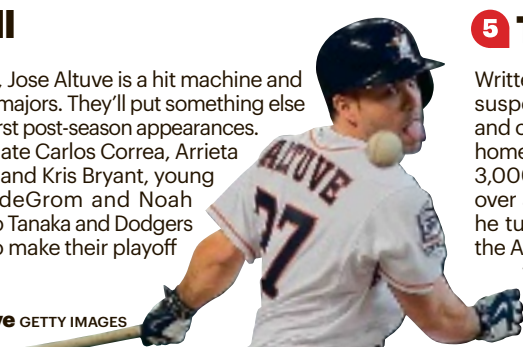 ll
, Jose Altuve is a hit machine and
majors. They'll put something else
rst post-season appearances.
ate Carlos Correa, Arrieta
and Kris Bryant, young
deGrom and Noah
o Tanaka and Dodgers
o make their playoff
ve GETTY IMAGES
ALTUVE
27
5
Writte
suspe
and c
home
3,000
over
he tu
the A